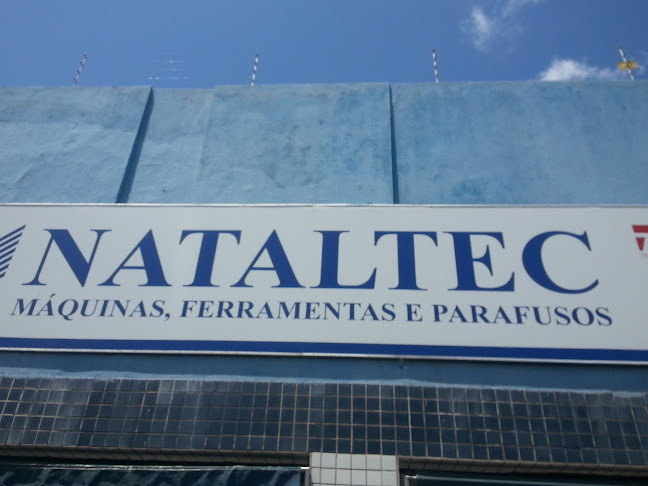 NATALTEC
MÁQUINAS, FERRAMENTAS E PARAFUSOS